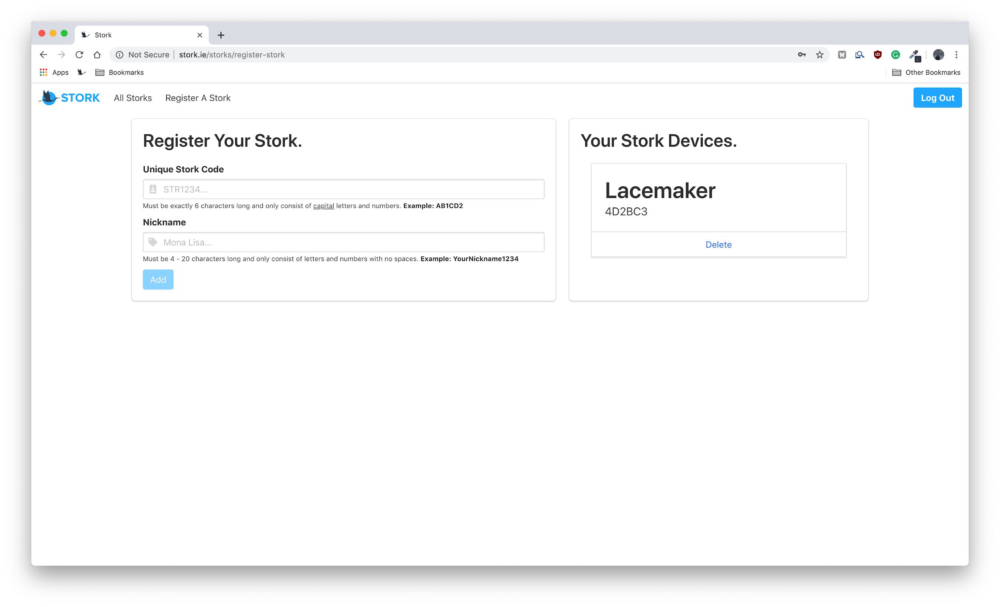 Stork
Not Secure stork.ie/storks/register-stork
Apps Bookmarks Other Bookmarks
STORK All Storks Register A Stork Log Out
Register Your Stork.
Unique Stork Code
STR1234...
Must be exactly 6 characters long and only consist of capital letters and numbers. Example: AB1CD2
Nickname
Mona Lisa...
Must be 4 - 20 characters long and only consist of letters and numbers with no spaces. Example: YourNickname1234
Add
Your Stork Devices.
Lacemaker
4D2BC3
Delete